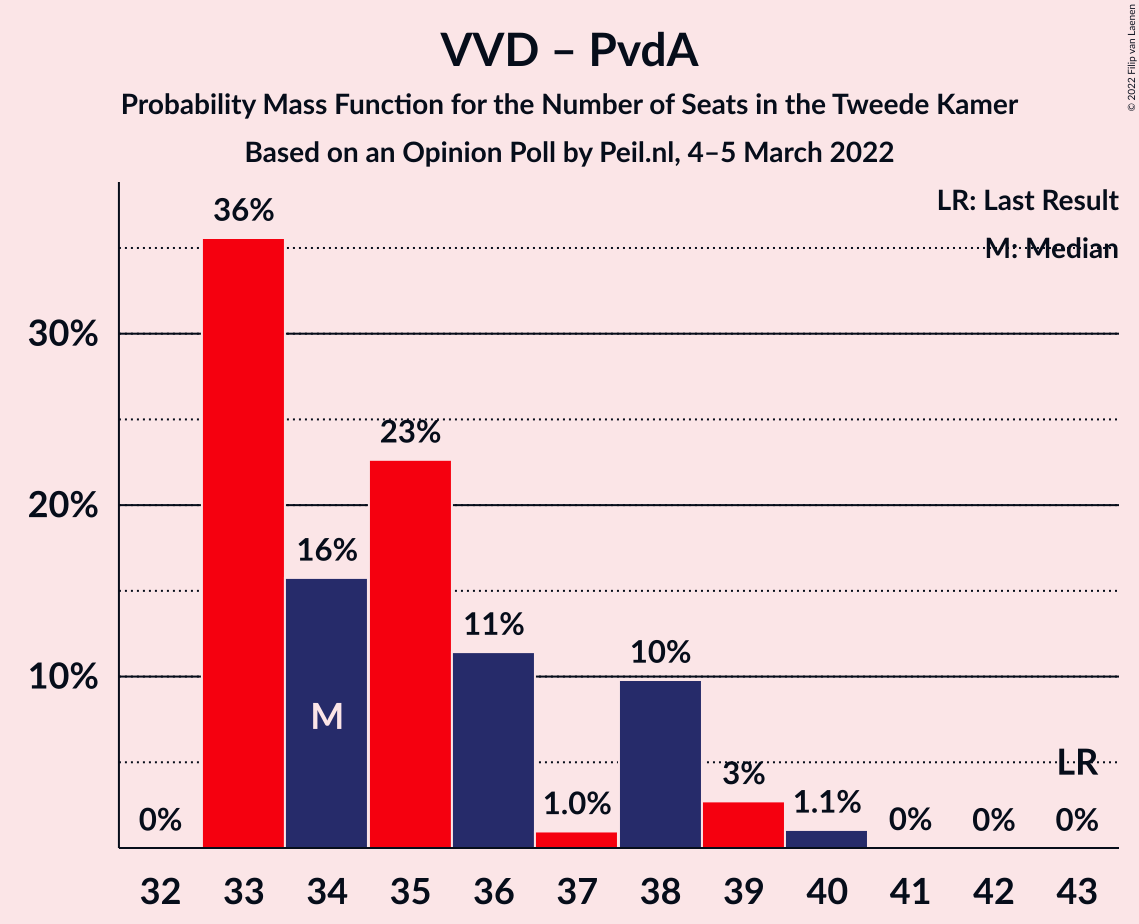 VVD – PvdA
Probability Mass Function for the Number of Seats in the Tweede Kamer
Based on an Opinion Poll by Peil.nl, 4–5 March 2022
© 2022 Filip van Laenen
LR: Last Result
M: Median
36%
30%
23%
20%
16%
11%
10%
10%
M
LR
3%
1.0%
1.1%
0%
0%
0%
0%
32 33 34 35 36 37 38 39 40 41 42 43